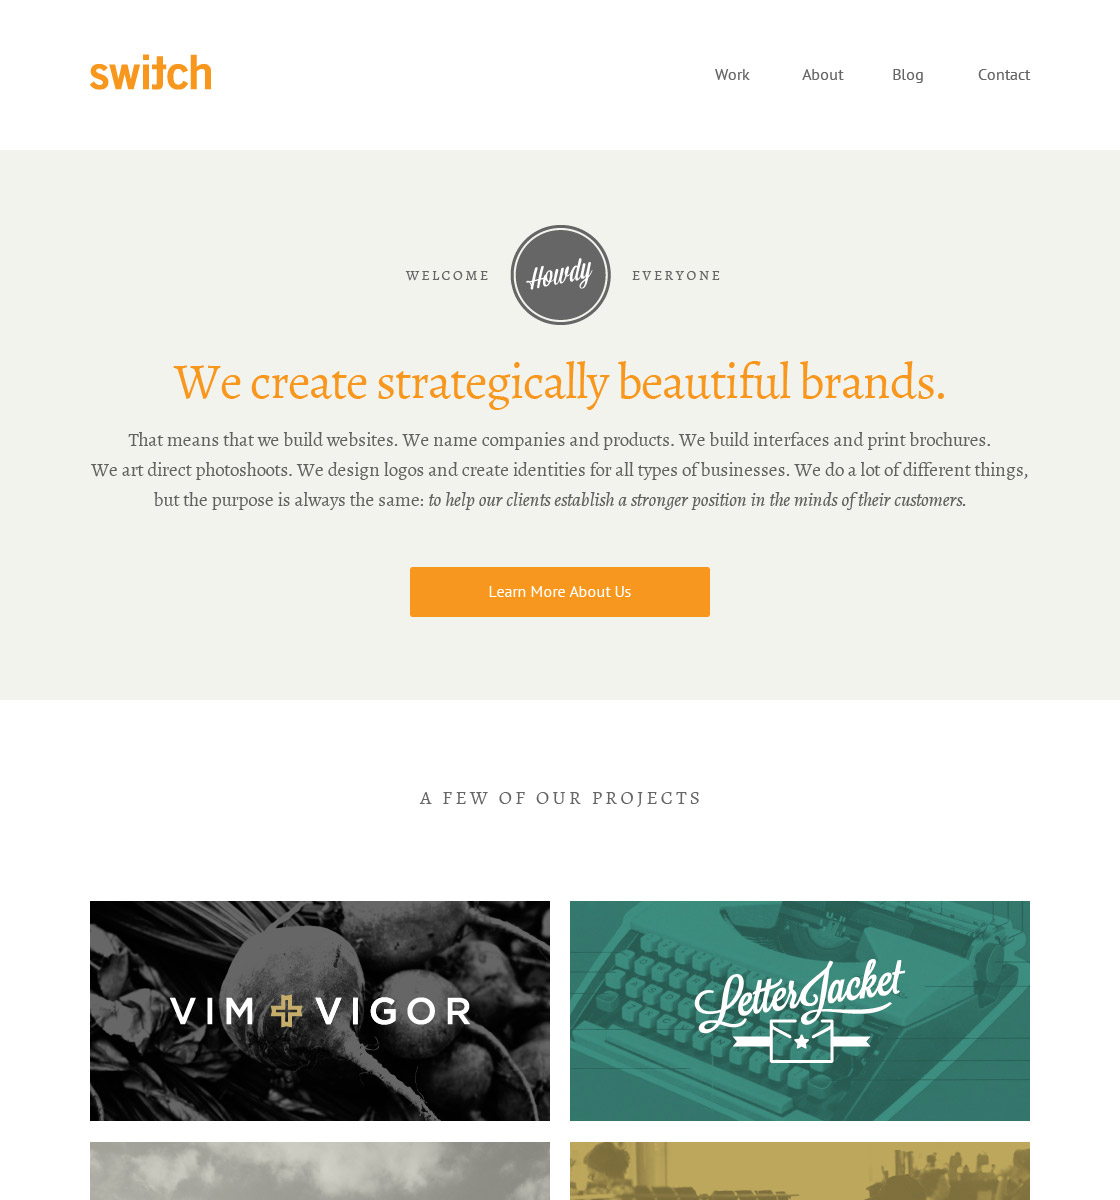 switch
Work About Blog Contact
WELCOME Howdy EVERYONE
We create strategically beautiful brands.
That means that we build websites. We name companies and products. We build interfaces and print brochures.
We art direct photoshoots. We design logos and create identities for all types of businesses. We do a lot of different things,
but the purpose is always the same: to help our clients establish a stronger position in the minds of their customers.
Learn More About Us
A FEW OF OUR PROJECTS
VIM + VIGOR
Letter Jacket